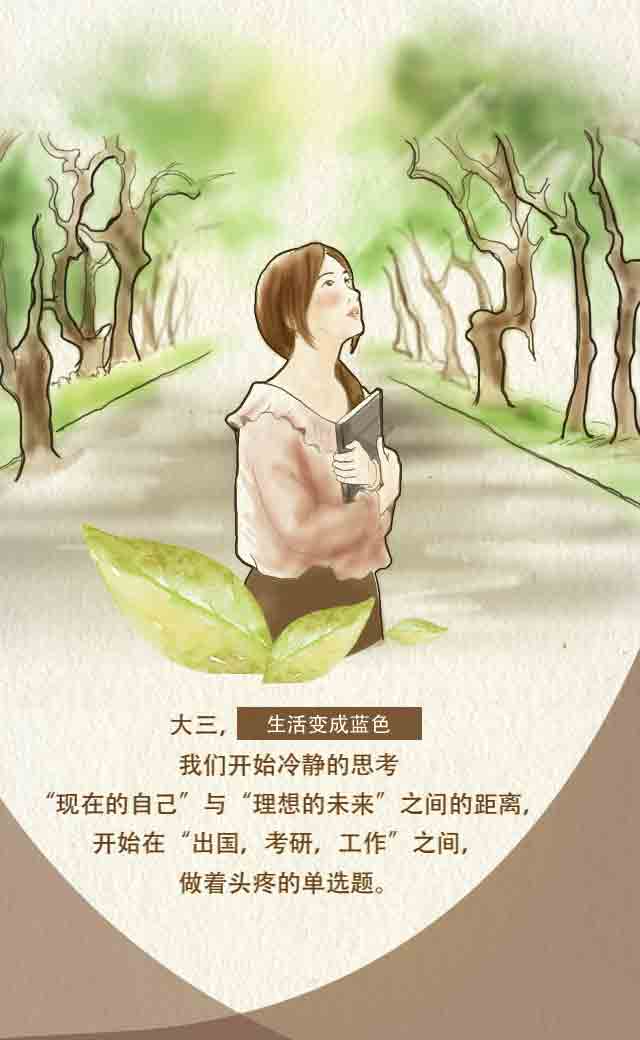 大三，生活变成蓝色
我们开始冷静的思考
“现在的自己”与“理想的未来”之间的距离，
开始在“出国，考研，工作”之间，
做着头疼的单选题。